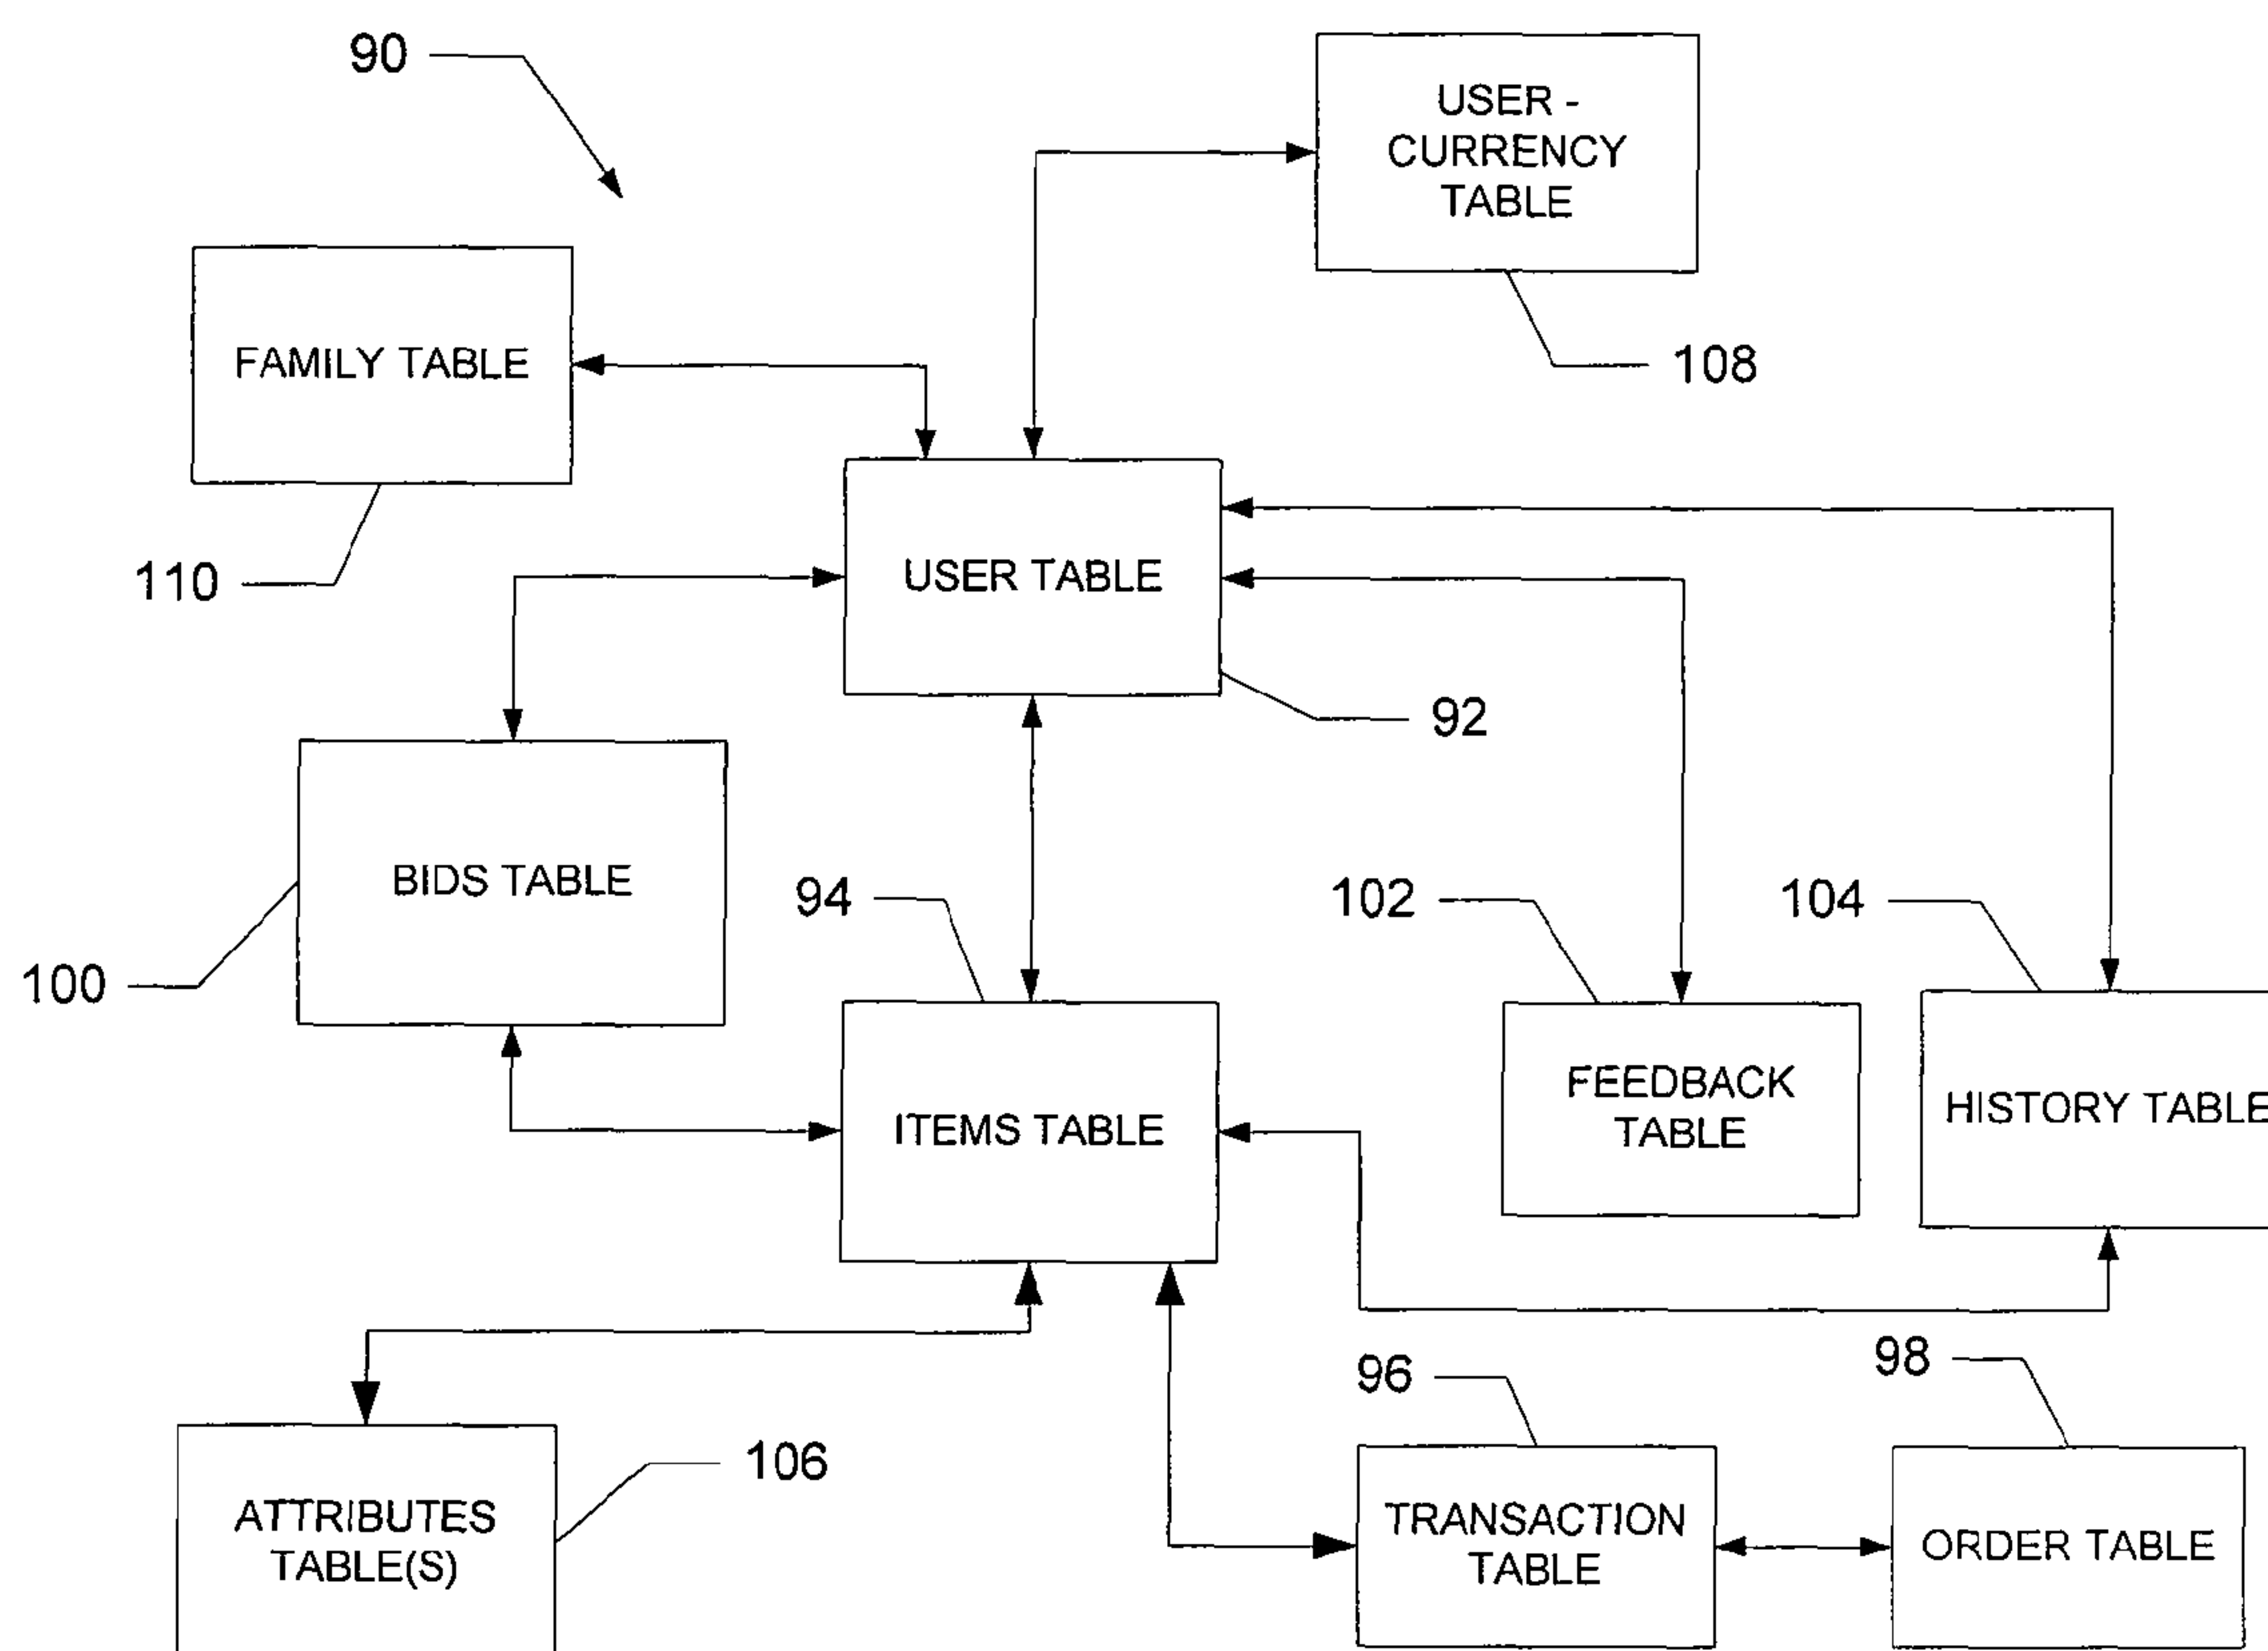 90
USER -
CURRENCY
TABLE
108
FAMILY TABLE
110
USER TABLE
92
BIDS TABLE
100
94
ITEMS TABLE
102
FEEDBACK
TABLE
104
HISTORY TABLE
106
ATTRIBUTES
TABLE(S)
96
TRANSACTION
TABLE
98
ORDER TABLE